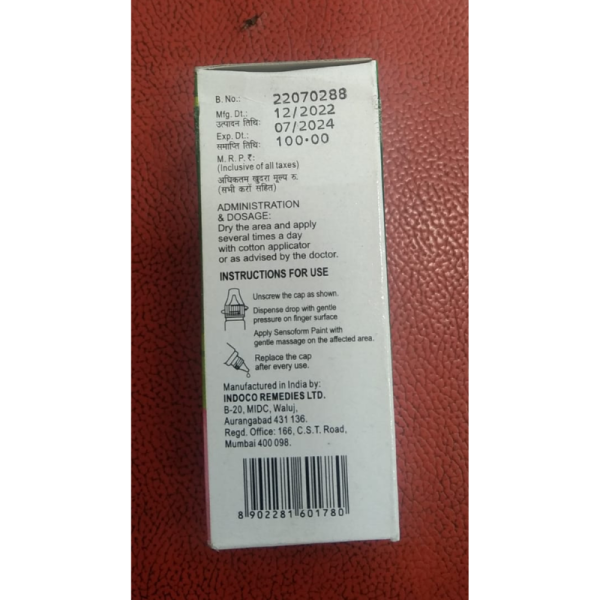 B. No.: 22070288
Mfg. Dt.: 12/2022
उत्पादन तिथि:
07/2024
Exp. Dt.:
समाप्ति तिथि: 100.00
M. R. P. ₹:
(Inclusive of all taxes)
अधिकतम खुदरा मूल्य रु.
(सभी करों सहित)
ADMINISTRATION
& DOSAGE:
Dry the area and apply
several times a day
with cotton applicator
or as advised by the doctor.
INSTRUCTIONS FOR USE
Unscrew the cap as shown.
Dispense drop with gentle
pressure on finger surface
Apply Sensoform Paint with
gentle massage on the affected area.
Replace the cap
after every use.
Manufactured in India by:
INDOCO REMEDIES LTD.
B-20, MIDC, Waluj,
Aurangabad 431 136.
Regd. Office: 166, C.S.T. Road,
Mumbai 400 098.
8 902281 601780